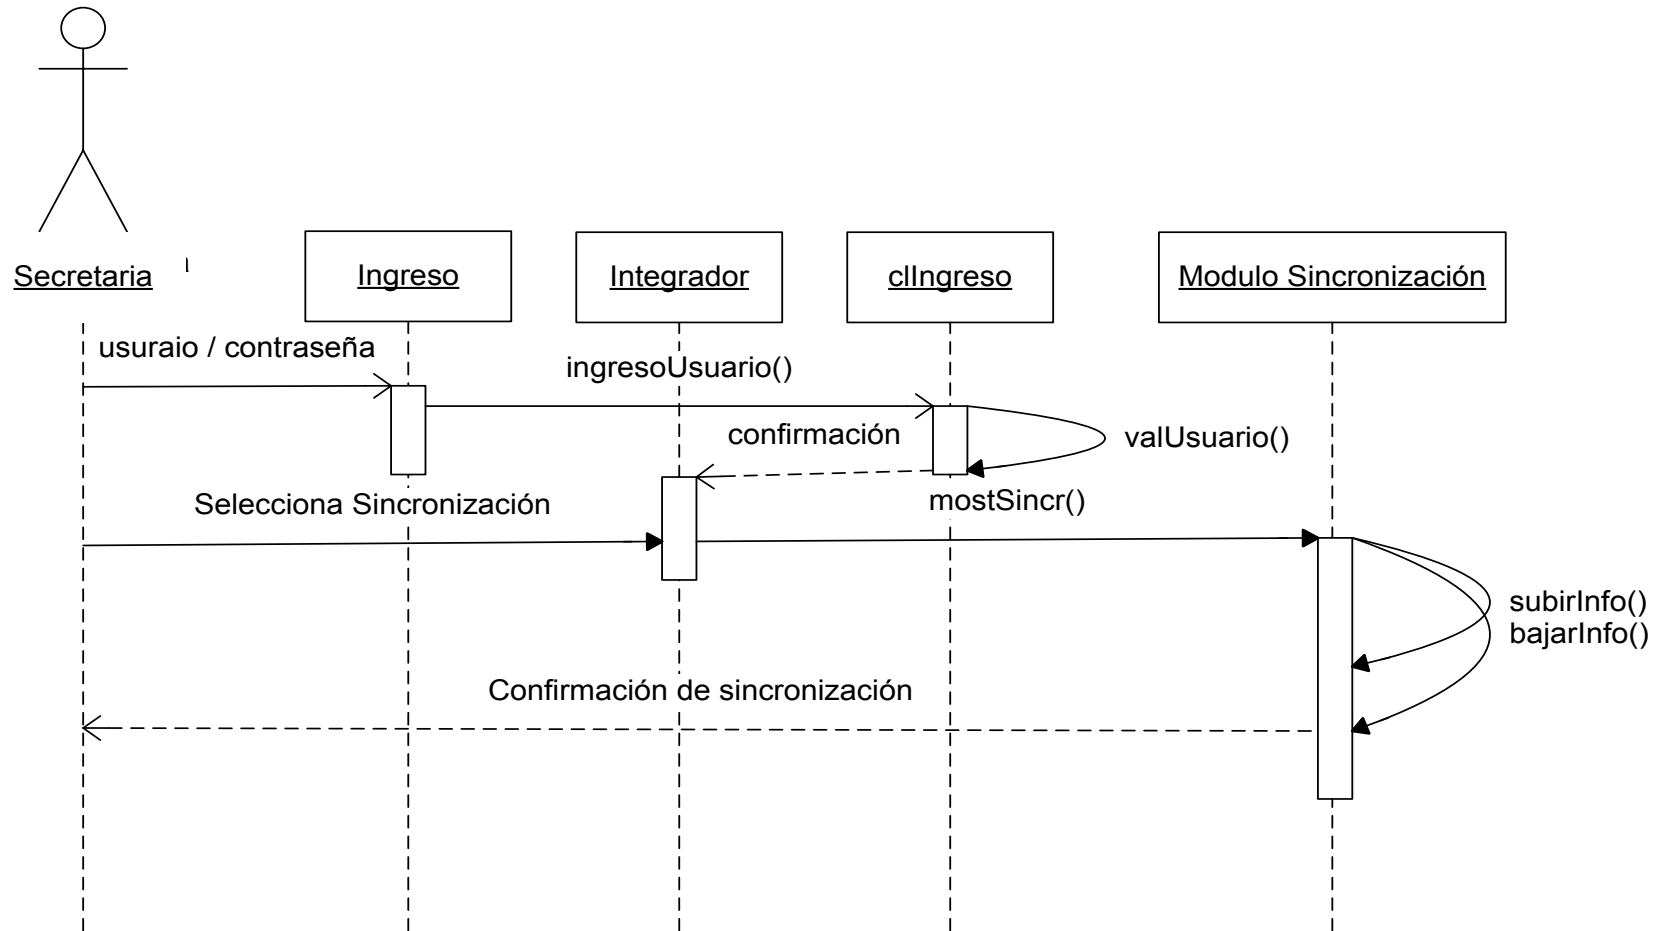 Secretaria
Ingreso
Integrador
clIngreso
Modulo Sincronización
usuraio / contraseña
ingresoUsuario()
confirmación
valUsuario()
Selecciona Sincronización
mostSincr()
subirInfo()
bajarInfo()
Confirmación de sincronización